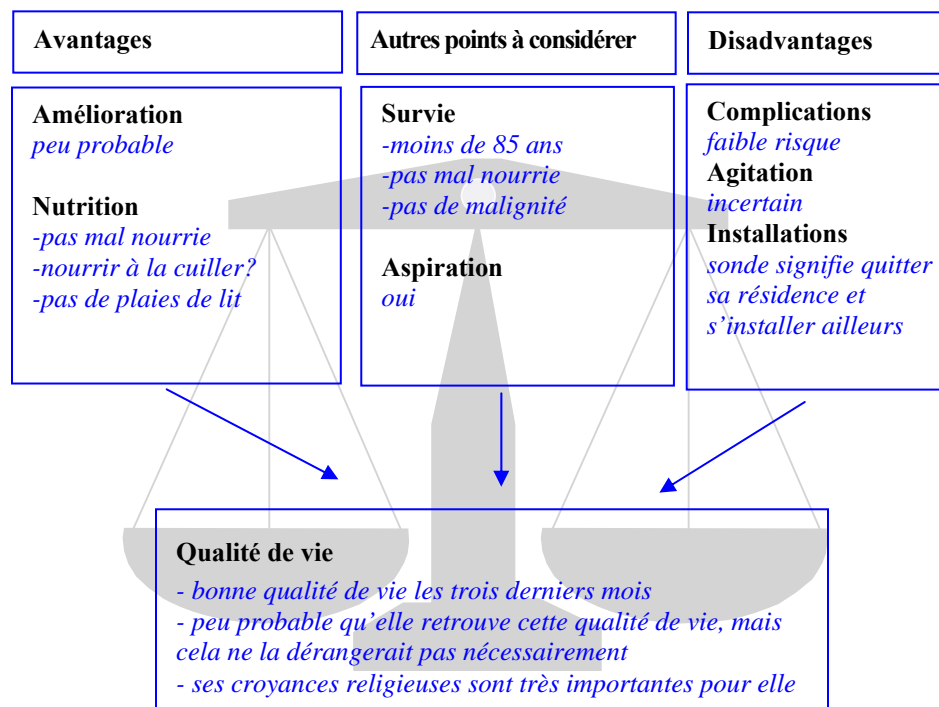 Avantages
Amélioration
peu probable
Nutrition
-pas mal nourrie
-nourrir à la cuiller?
-pas de plaies de lit
Autres points à considérer
Survie
-moins de 85 ans
-pas mal nourrie
-pas de malignité
Aspiration
oui
Disadvantages
Complications
faible risque
Agitation
incertain
Installations
sonde signifie quitter
sa résidence et
s’installer ailleurs
Qualité de vie
- bonne qualité de vie les trois derniers mois
- peu probable qu’elle retrouve cette qualité de vie, mais
cela ne la dérangerait pas nécessairement
- ses croyances religieuses sont très importantes pour elle